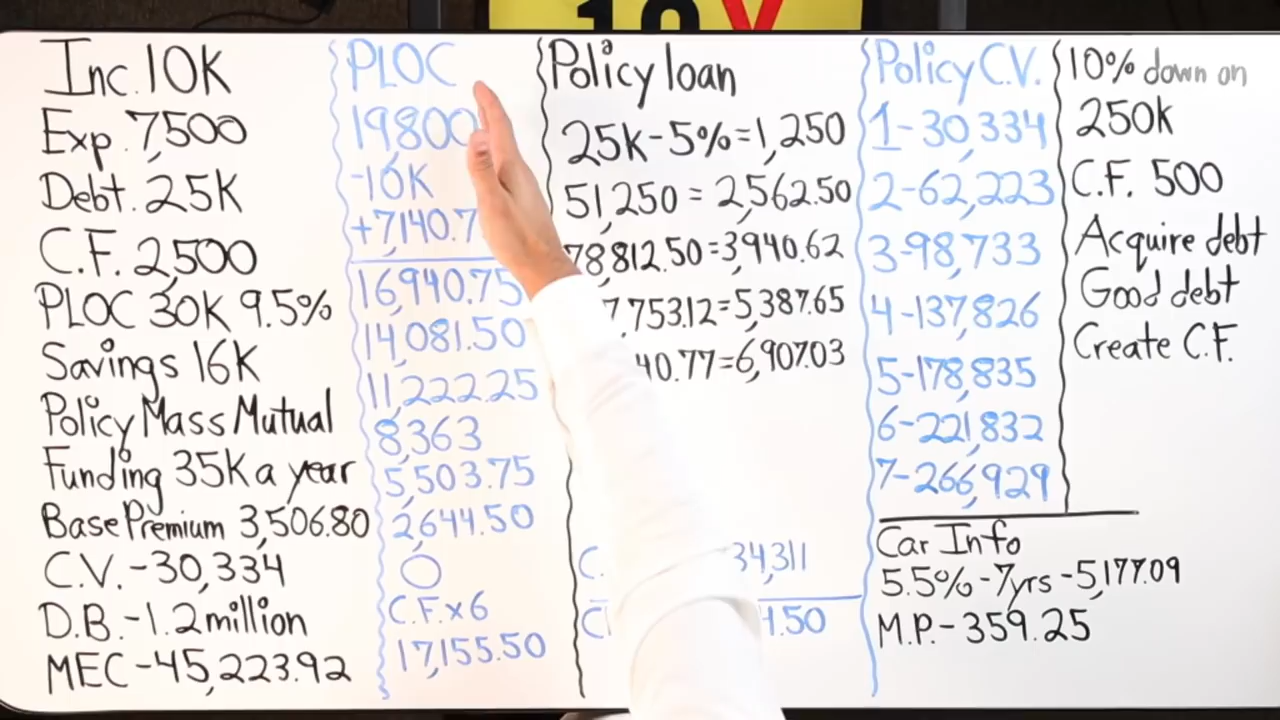 10X
Inc. 10K
Exp. 7,500
Debt. 25K
C.F. 2,500
PLOC 30K 9.5%
Savings 16K
Policy Mass Mutual
Funding 35K a year
Base Premium 3,506.80
C.V. - 30,334
D.B. - 1.2 million
MEC - 45,223.92
PLOC
19,800
-10K
+7,140.7
16,940.75
14,081.50
11,222.25
8,363
5,503.75
2,644.50
0
C.F. x 6
17,155.50
Policy loan
25K - 5% = 1,250
51,250 = 2,562.50
78,812.50 = 3,940.62
7,753.12 = 5,387.65
40.77 = 6,907.03
C. 34,311
.50
Policy C.V.
1 - 30,334
2 - 62,223
3 - 98,733
4 - 137,826
5 - 178,835
6 - 221,832
7 - 266,929
10% down on
250K
C.F. 500
Acquire debt
Good debt
Create C.F.
Car Info
5.5% - 7yrs - 5,177.09
M.P. - 359.25